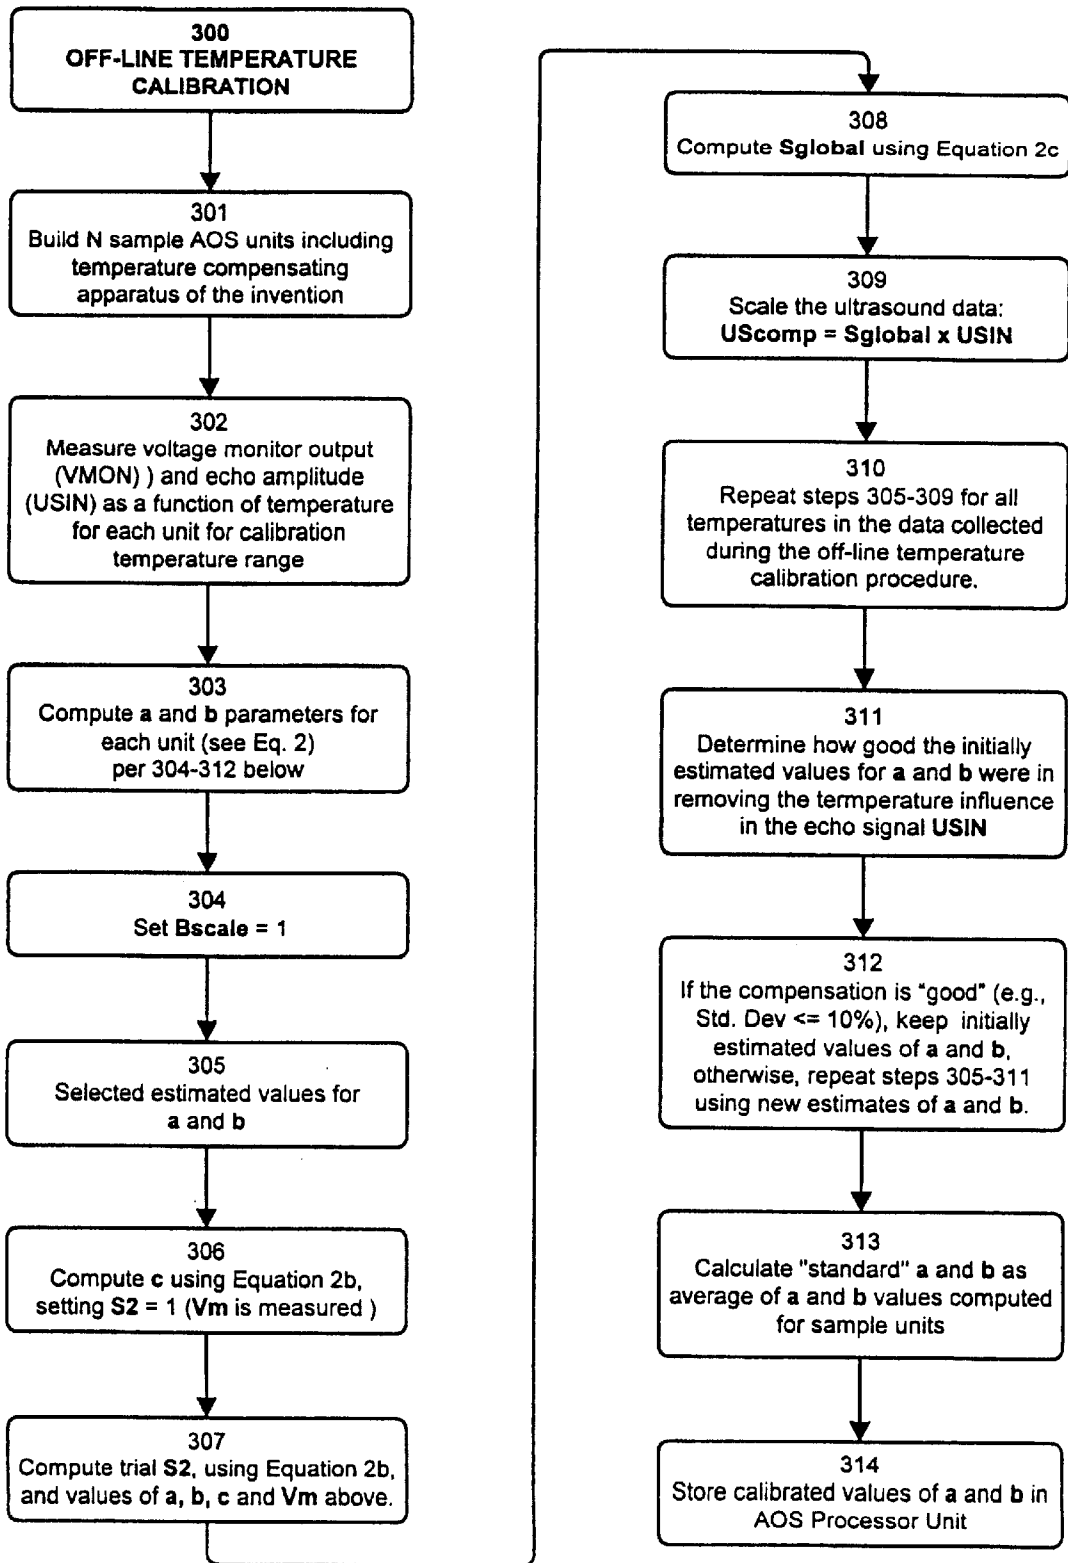 300
OFF-LINE TEMPERATURE
CALIBRATION
301
Build N sample AOS units including
temperature compensating
apparatus of the invention
302
Measure voltage monitor output
(VMON) ) and echo amplitude
(USIN) as a function of temperature
for each unit for calibration
temperature range
303
Compute a and b parameters for
each unit (see Eq. 2)
per 304-312 below
304
Set Bscale = 1
305
Selected estimated values for
a and b
306
Compute c using Equation 2b,
setting S2 = 1 (Vm is measured )
307
Compute trial S2, using Equation 2b,
and values of a, b, c and Vm above.
308
Compute Sglobal using Equation 2c
309
Scale the ultrasound data:
UScomp = Sglobal x USIN
310
Repeat steps 305-309 for all
temperatures in the data collected
during the off-line temperature
calibration procedure.
311
Determine how good the initially
estimated values for a and b were in
removing the termperature influence
in the echo signal USIN
312
If the compensation is "good" (e.g.,
Std. Dev <= 10%), keep initially
estimated values of a and b,
otherwise, repeat steps 305-311
using new estimates of a and b.
313
Calculate "standard" a and b as
average of a and b values computed
for sample units
314
Store calibrated values of a and b in
AOS Processor Unit